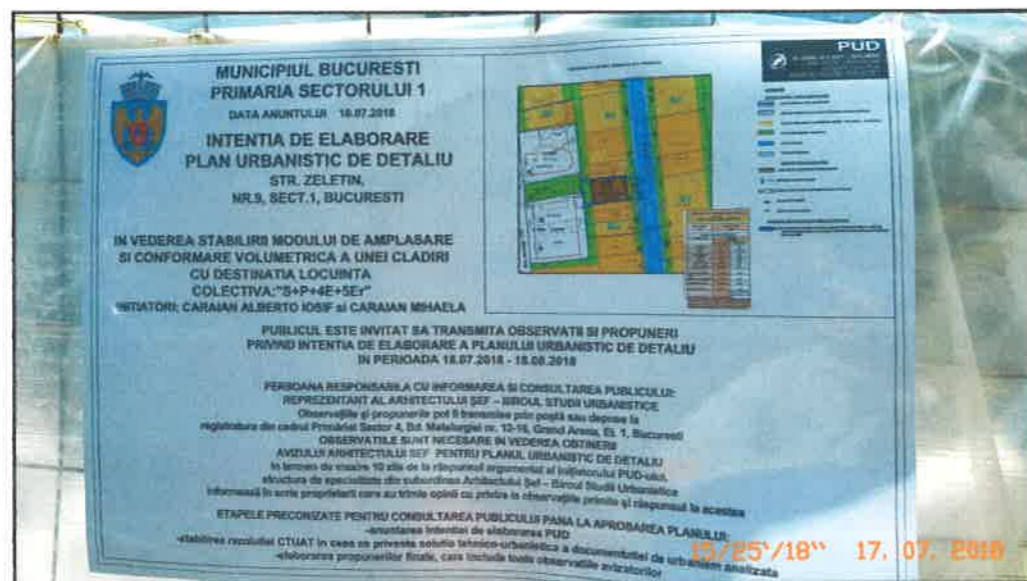 MUNICIPIUL BUCURESTI
PRIMARIA SECTORULUI 1
DATA ANUNTULUI 18.07.2018
INTENTIA DE ELABORARE
PLAN URBANISTIC DE DETALIU
STR. ZELETIN,
NR.9, SECT.1, BUCURESTI
IN VEDEREA STABILIRII MODULUI DE AMPLASARE
SI CONFORMARE VOLUMETRICA A UNEI CLADIRI
CU DESTINATIA LOCUINTA
COLECTIVA:"S+P+4E+5Er"
INITIATORI: CARAIAN ALBERTO IOSIF si CARAIAN MIHAELA
PUD
PUBLICUL ESTE INVITAT SA TRANSMITA OBSERVATII SI PROPUNERI
PRIVIND INTENTIA DE ELABORARE A PLANULUI URBANISTIC DE DETALIU
IN PERIOADA 18.07.2018 - 18.08.2018
PERSOANA RESPONSABILA CU INFORMAREA SI CONSULTAREA PUBLICULUI:
REPREZENTANT AL ARHITECTULUI ŞEF – BIROUL STUDII URBANISTICE
Observaţiile şi propunerile pot fi transmise prin poştă sau depuse la
registratura din cadrul Primăriei Sector 4, Bd. Metalurgiei nr. 12-18, Grand Arena, Et. 1, Bucuresti
OBSERVATIILE SUNT NECESARE IN VEDEREA OBTINERII
AVIZULUI ARHITECTULUI SEF PENTRU PLANUL URBANISTIC DE DETALIU
In termen de maxim 10 zile de la răspunsul argumentat al iniţiatorului PUD-ului,
structura de specialitate din subordinea Arhitectului Şef – Biroul Studii Urbanistice
informează în scris proprietarii care au trimis opinii cu privire la observaţiile primite şi răspunsul la acestea
ETAPELE PRECONIZATE PENTRU CONSULTAREA PUBLICULUI PANA LA APROBAREA PLANULUI:
-anuntarea intentiei de elaborare PUD
-stabilirea rezolutiei CTUAT in ceea ce priveste solutia tehnico-urbanistica a documentatiei de urbanism analizata
-elaborarea propunerilor finale, care include toate observatiile avizatorilor
15/25'/18'' 17. 07. 2018